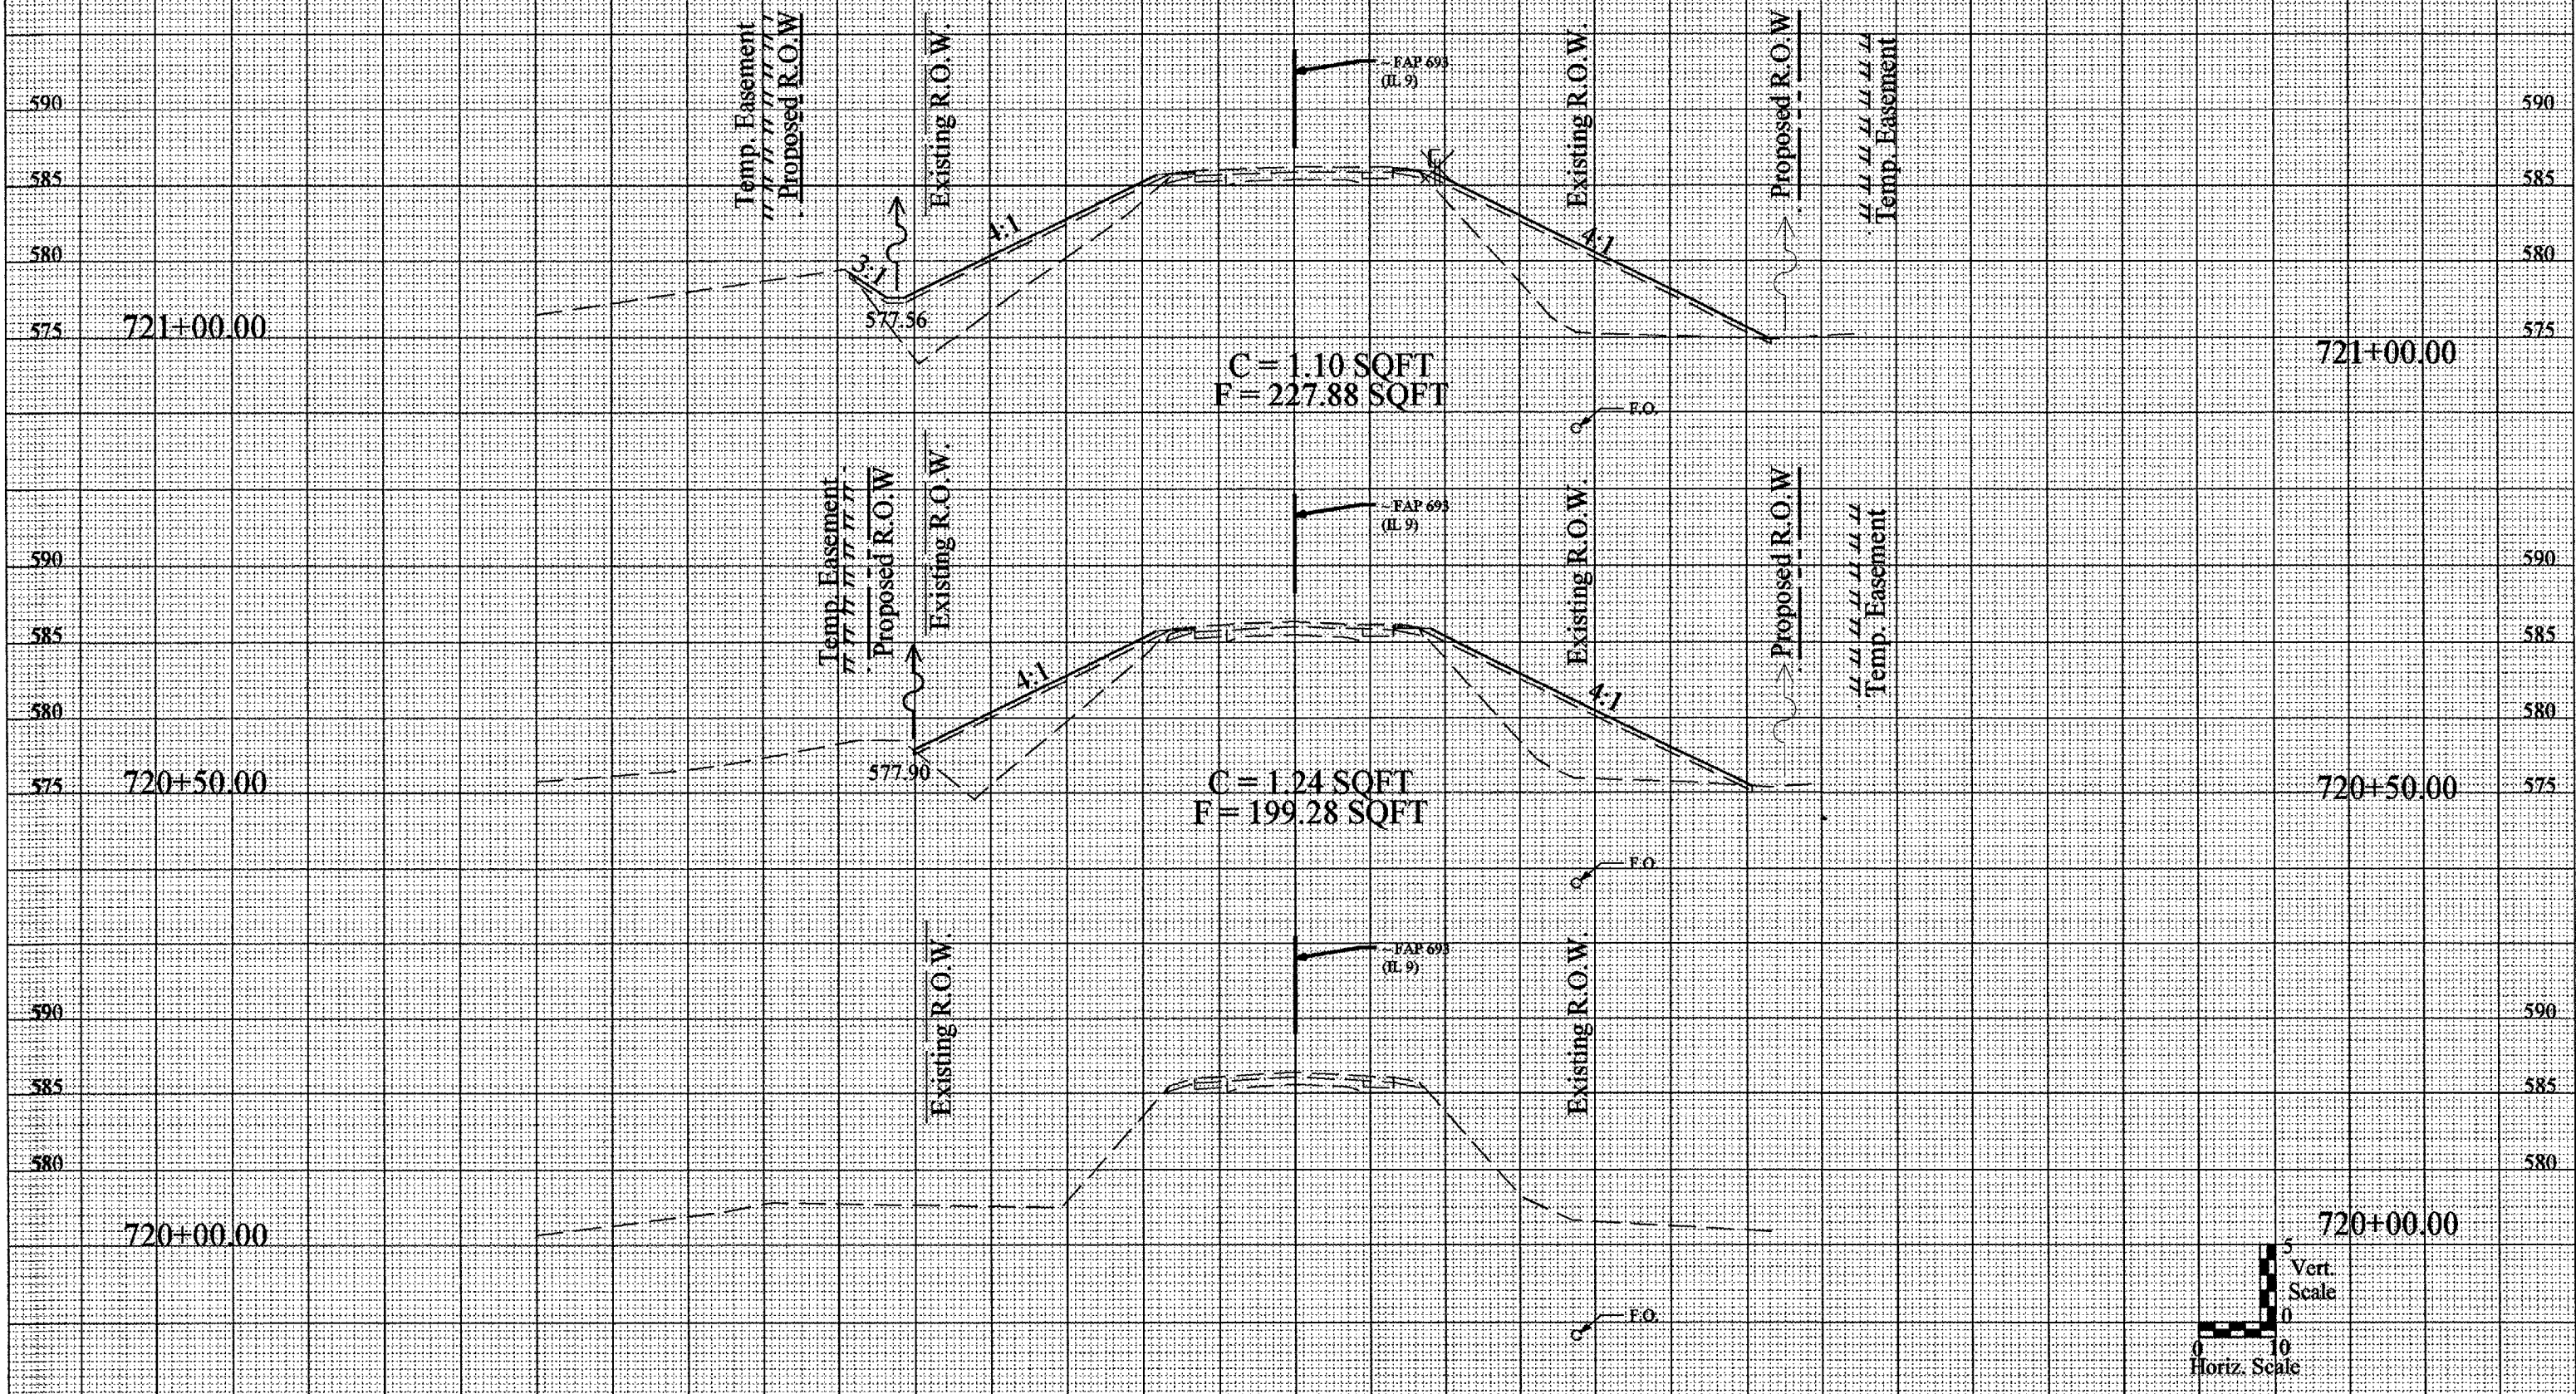 Temp. Easement
Proposed R.O.W
Existing R.O.W.
~FAP 693
(IL 9)
Existing R.O.W.
Proposed R.O.W
Temp. Easement
590
590
585
585
580
580
575
575
3:1
4:1
4:1
577.56
721+00.00
721+00.00
C = 1.10 SQFT
F = 227.88 SQFT
F.O.
Temp. Easement
Proposed R.O.W
Existing R.O.W.
~FAP 693
(IL 9)
Existing R.O.W.
Proposed R.O.W
Temp. Easement
590
590
585
585
580
580
575
575
4:1
4:1
577.90
720+50.00
720+50.00
C = 1.24 SQFT
F = 199.28 SQFT
F.O.
Existing R.O.W.
~FAP 693
(IL 9)
Existing R.O.W.
590
590
585
585
580
580
720+00.00
720+00.00
F.O.
5
Vert.
Scale
0
0 10
Horiz. Scale